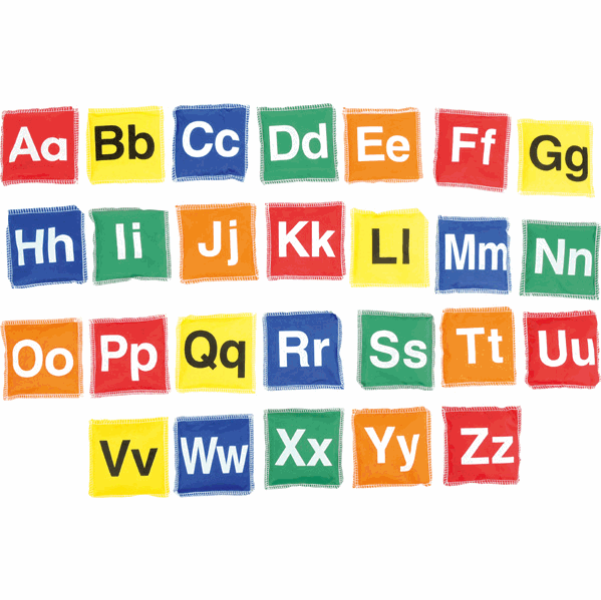 Aa Bb Cc Dd Ee Ff Gg
Hh Ii Jj Kk Ll Mm Nn
Oo Pp Qq Rr Ss Tt Uu
Vv Ww Xx Yy Zz